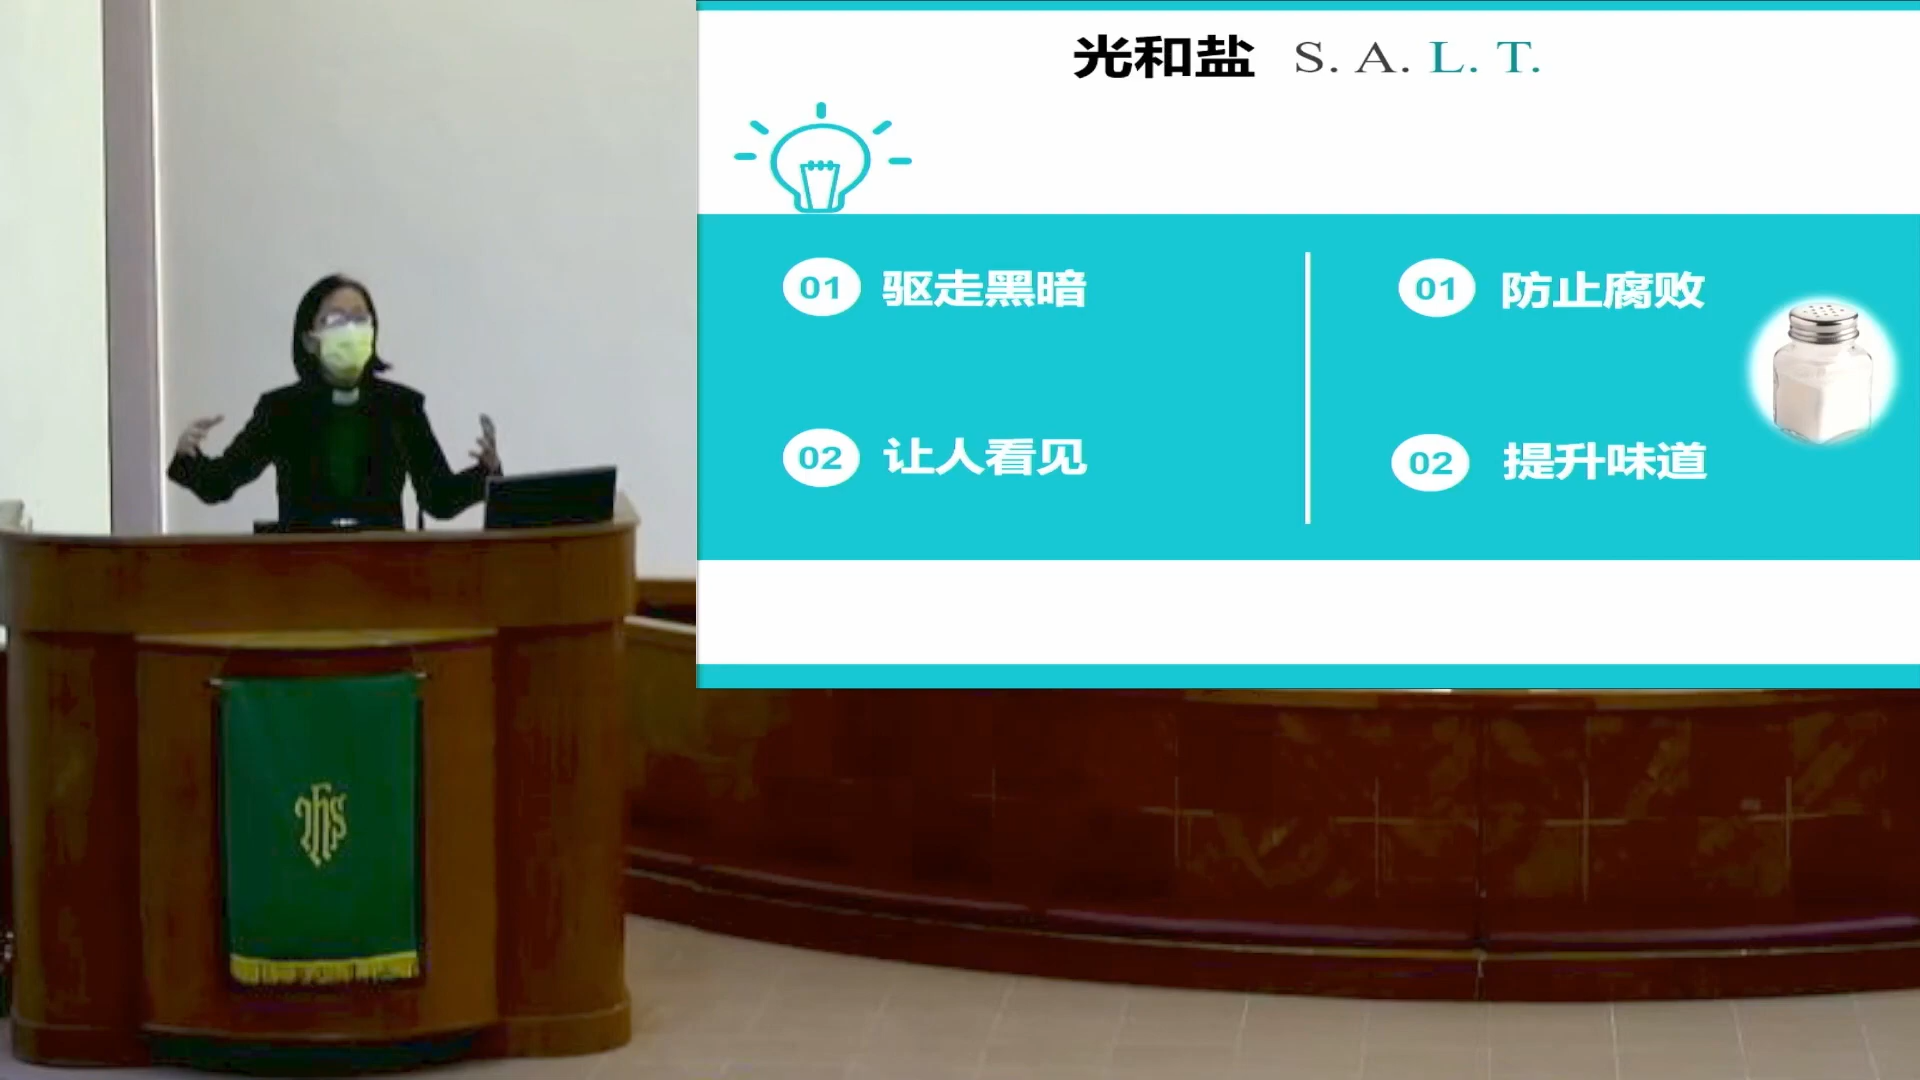 光和盐 S. A. L. T.
01 驱走黑暗
02 让人看见
01 防止腐败
02 提升味道
IHS